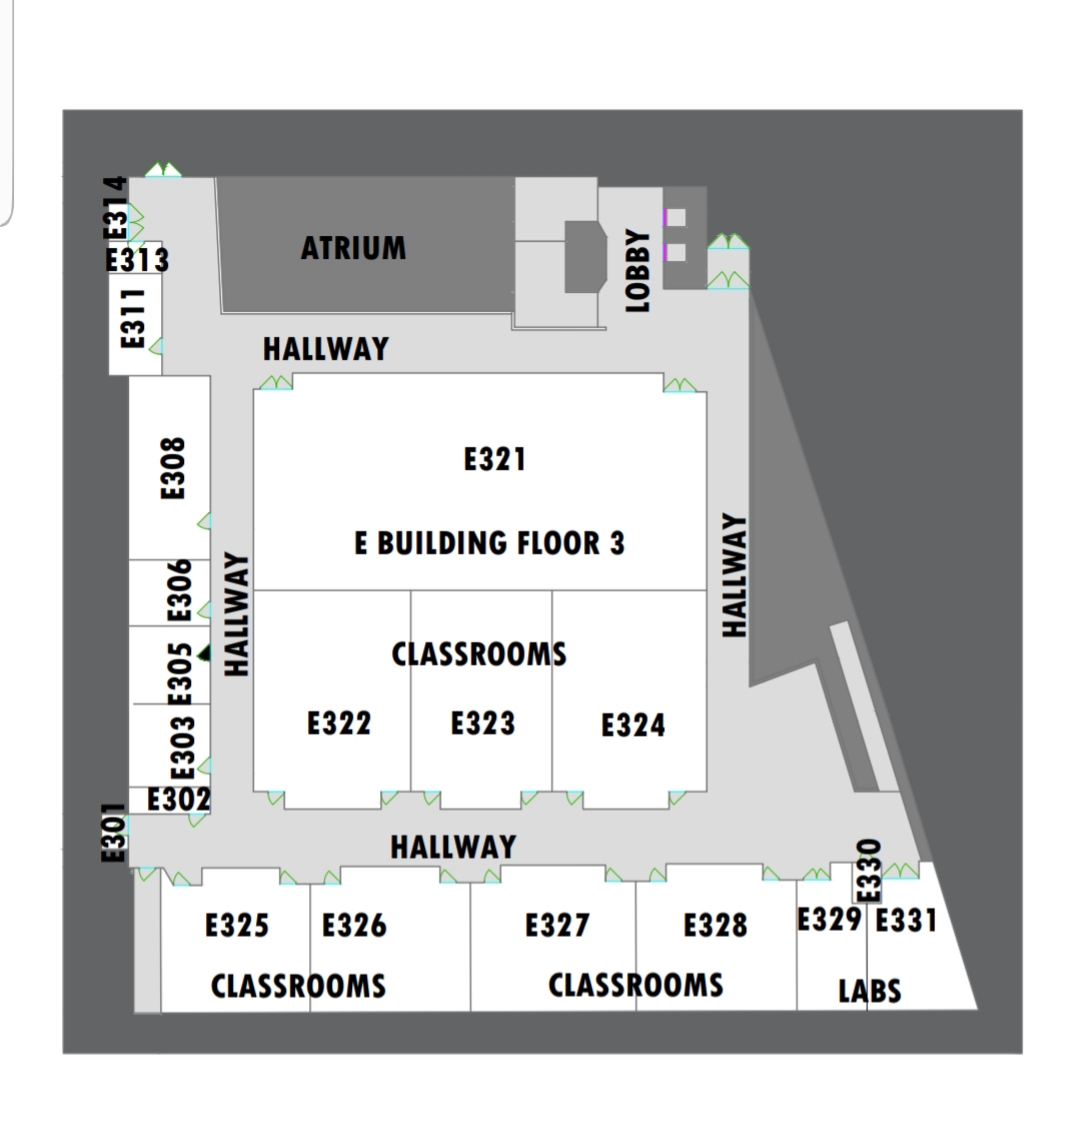 E314
ATRIUM
LOBBY
E313
E311
HALLWAY
E308
E321
E BUILDING FLOOR 3
HALLWAY
HALLWAY
E306
E305
CLASSROOMS
E303
E322
E323
E324
E302
E301
HALLWAY
E330
E325
E326
E327
E328
E329
E331
CLASSROOMS
CLASSROOMS
LABS